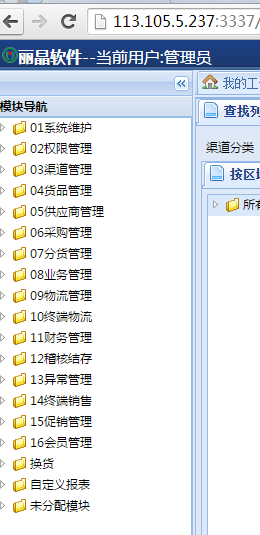 113.105.5.237:3337/
丽晶软件--当前用户:管理员
模块导航
01系统维护
02权限管理
03渠道管理
04货品管理
05供应商管理
06采购管理
07分货管理
08业务管理
09物流管理
10终端物流
11财务管理
12稽核结存
13异常管理
14终端销售
15促销管理
16会员管理
换货
自定义报表
未分配模块
我的工
查找列
渠道分类
按区
所有